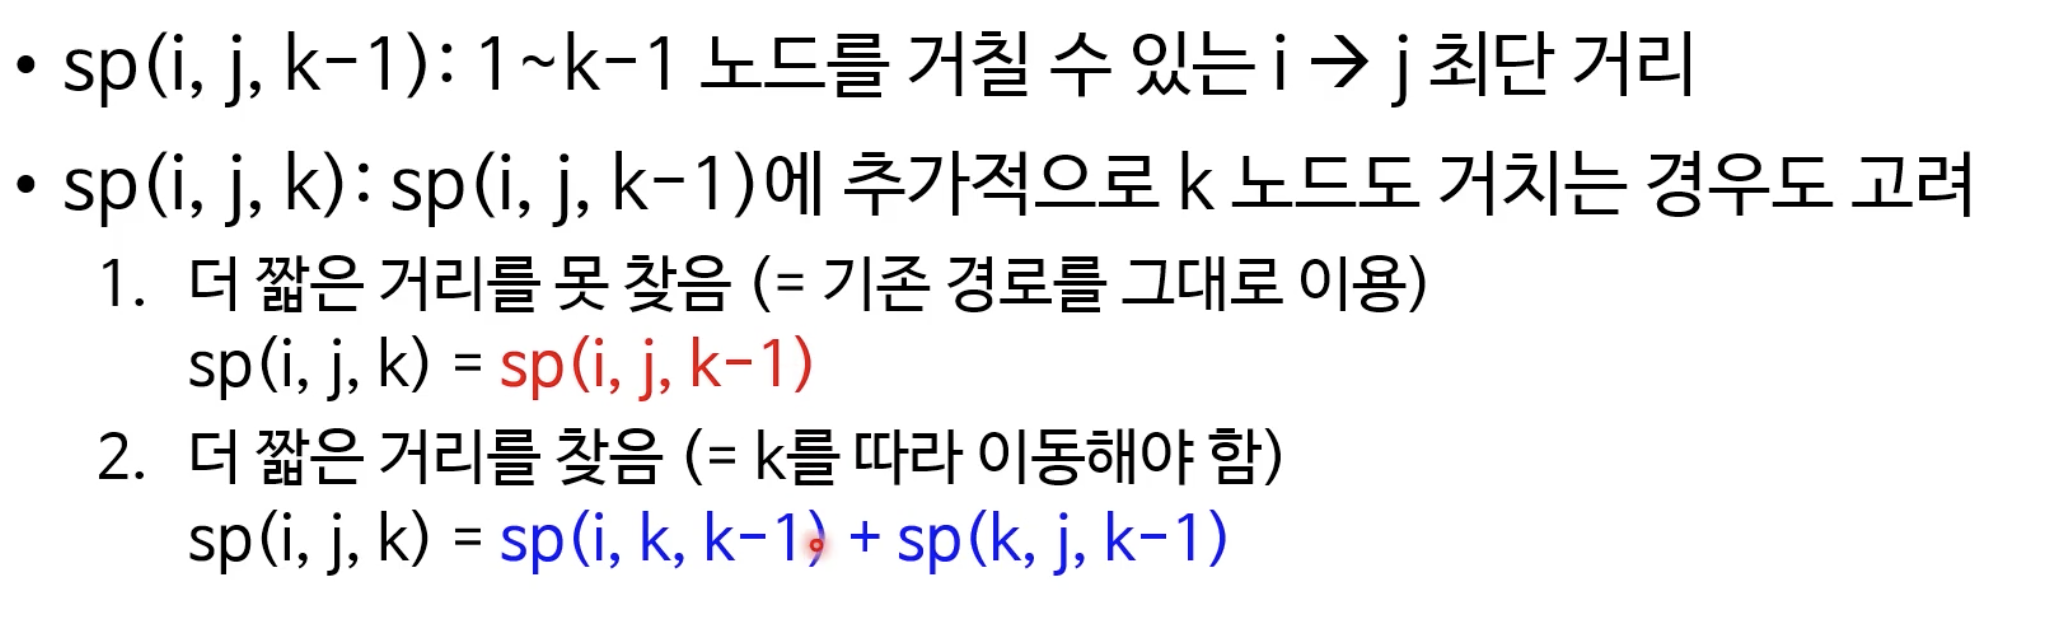 • sp(i, j, k-1): 1~k-1 노드를 거칠 수 있는 i → j 최단 거리
• sp(i, j, k): sp(i, j, k-1)에 추가적으로 k 노드도 거치는 경우도 고려
1. 더 짧은 거리를 못 찾음 (= 기존 경로를 그대로 이용)
sp(i, j, k) = sp(i, j, k-1)
2. 더 짧은 거리를 찾음 (= k를 따라 이동해야 함)
sp(i, j, k) = sp(i, k, k-1) + sp(k, j, k-1)